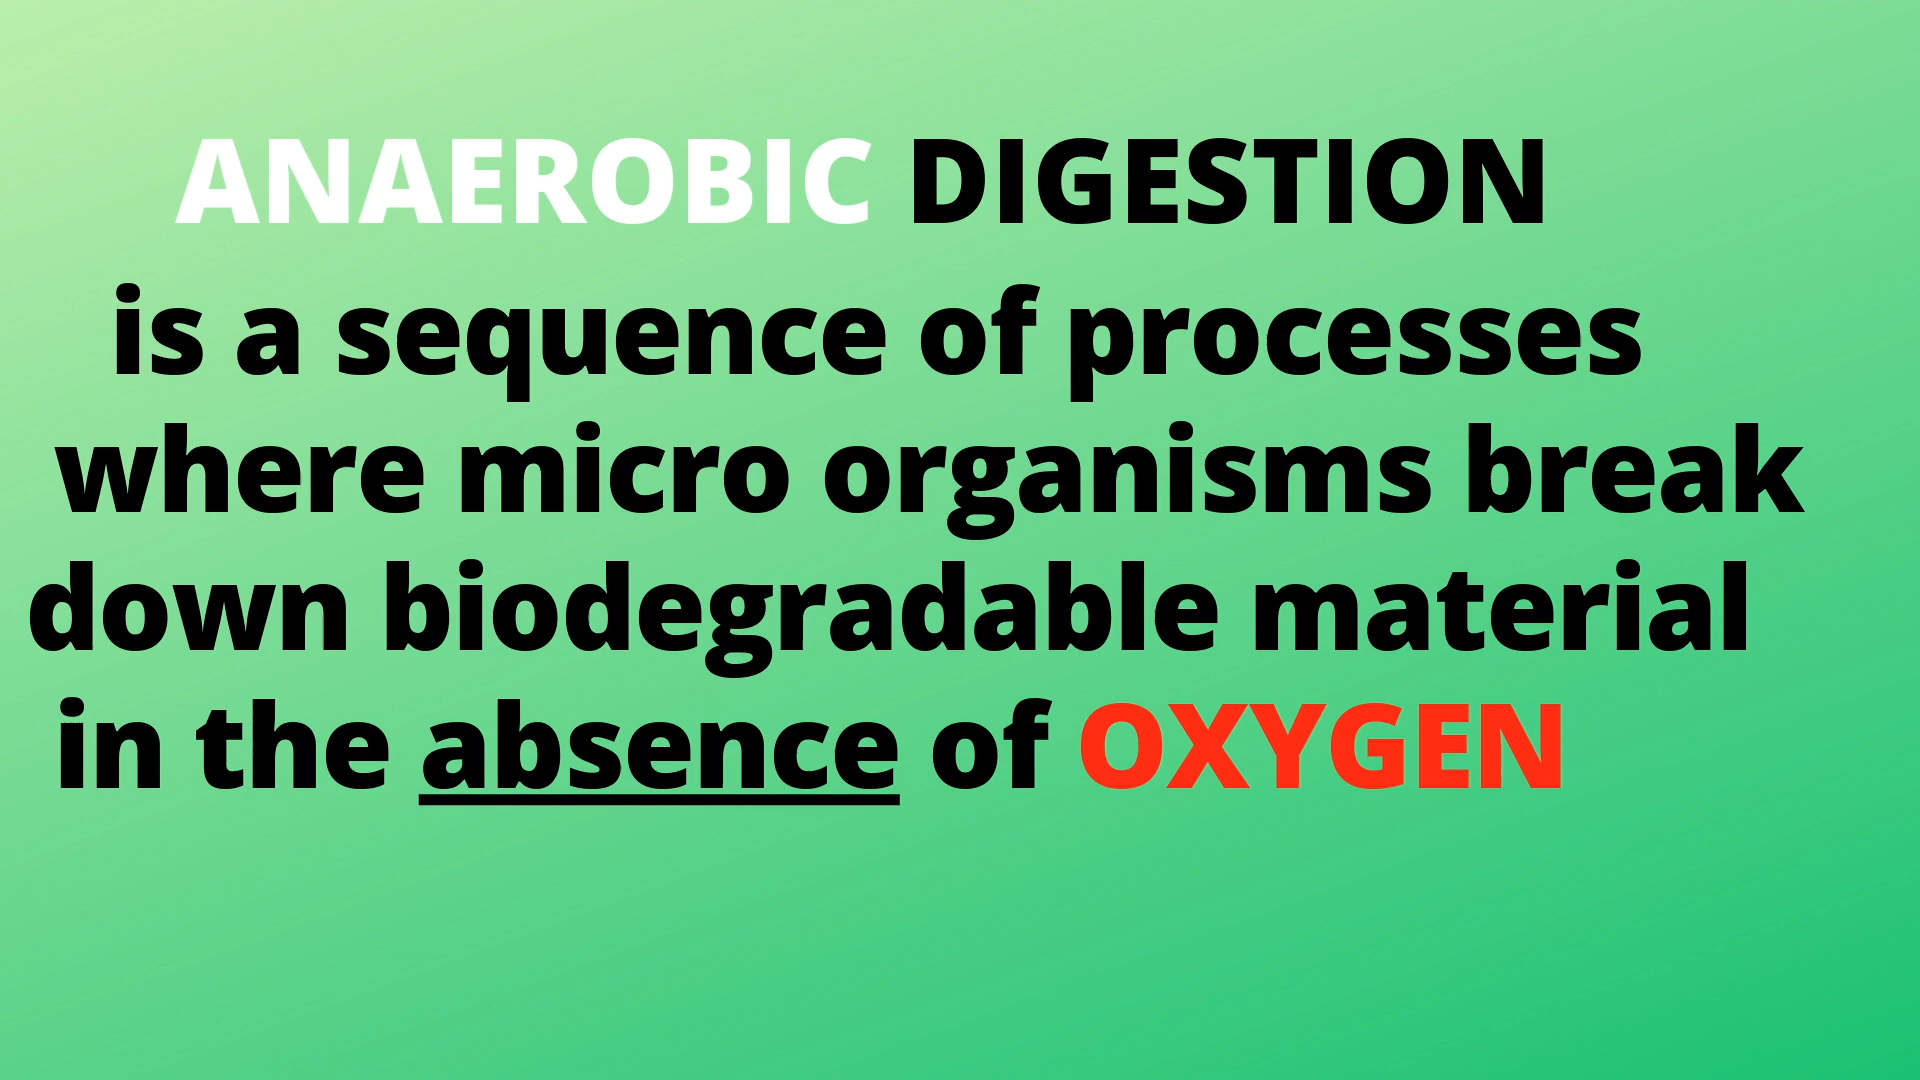 ANAEROBIC DIGESTION
is a sequence of processes
where micro organisms break
down biodegradable material
in the absence of OXYGEN